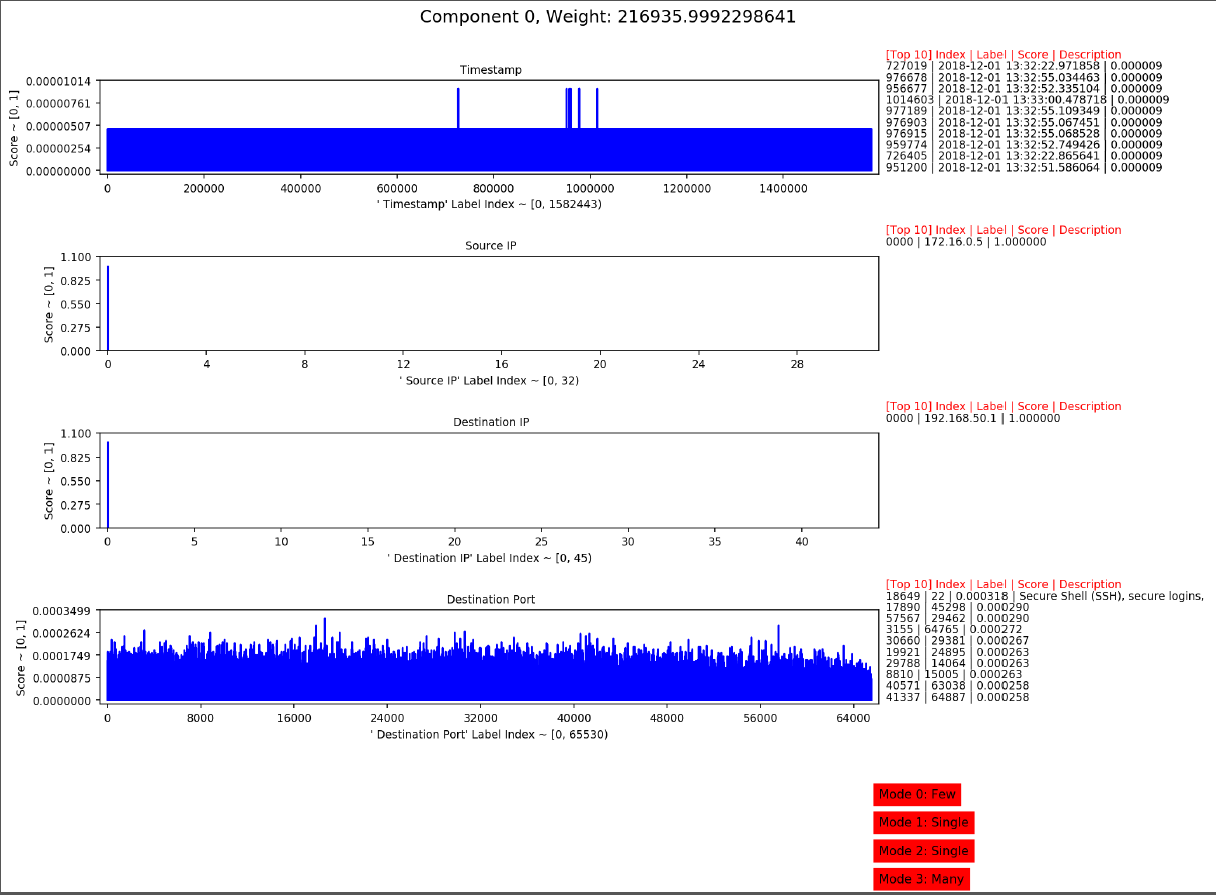 Component 0, Weight: 216935.9992298641
Timestamp
Score ~ [0, 1]
0.00001014
0.00000761
0.00000507
0.00000254
0.00000000
0 200000 400000 600000 800000 1000000 1200000 1400000
' Timestamp' Label Index ~ [0, 1582443)
[Top 10] Index | Label | Score | Description
727019 | 2018-12-01 13:32:22.971858 | 0.000009
976678 | 2018-12-01 13:32:55.034463 | 0.000009
956677 | 2018-12-01 13:32:52.335104 | 0.000009
1014603 | 2018-12-01 13:33:00.478718 | 0.000009
977189 | 2018-12-01 13:32:55.109349 | 0.000009
976903 | 2018-12-01 13:32:55.067451 | 0.000009
976915 | 2018-12-01 13:32:55.068528 | 0.000009
959774 | 2018-12-01 13:32:52.749426 | 0.000009
726405 | 2018-12-01 13:32:22.865641 | 0.000009
951200 | 2018-12-01 13:32:51.586064 | 0.000009
Source IP
Score ~ [0, 1]
1.100
0.825
0.550
0.275
0.000
0 4 8 12 16 20 24 28
' Source IP' Label Index ~ [0, 32)
[Top 10] Index | Label | Score | Description
0000 | 172.16.0.5 | 1.000000
Destination IP
Score ~ [0, 1]
1.100
0.825
0.550
0.275
0.000
0 5 10 15 20 25 30 35 40
' Destination IP' Label Index ~ [0, 45)
[Top 10] Index | Label | Score | Description
0000 | 192.168.50.1 | 1.000000
Destination Port
Score ~ [0, 1]
0.0003499
0.0002624
0.0001749
0.0000875
0.0000000
0 8000 16000 24000 32000 40000 48000 56000 64000
' Destination Port' Label Index ~ [0, 65530)
[Top 10] Index | Label | Score | Description
18649 | 22 | 0.000318 | Secure Shell (SSH), secure logins,
17890 | 45298 | 0.000290
57567 | 29462 | 0.000290
3155 | 64765 | 0.000272
30660 | 29381 | 0.000267
19921 | 24895 | 0.000263
29788 | 14064 | 0.000263
8810 | 15005 | 0.000263
40571 | 63038 | 0.000258
41337 | 64887 | 0.000258
Mode 0: Few
Mode 1: Single
Mode 2: Single
Mode 3: Many